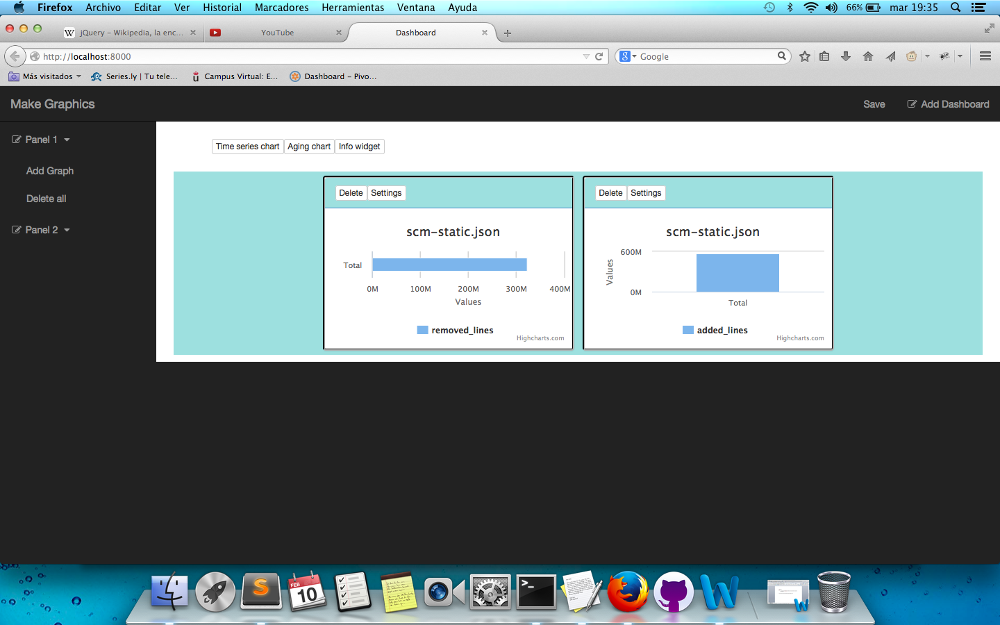 Firefox Archivo Editar Ver Historial Marcadores Herramientas Ventana Ayuda 66% mar 19:35
jQuery – Wikipedia, la enc... YouTube Dashboard
http://localhost:8000 Google
Más visitados Series.ly | Tu tele... Campus Virtual: E... Dashboard – Pivo...
Make Graphics Save Add Dashboard
Panel 1
Add Graph
Delete all
Panel 2
Time series chart Aging chart Info widget
Delete Settings
scm-static.json
Total
0M 100M 200M 300M 400M
Values
removed_lines
Highcharts.com
Delete Settings
scm-static.json
600M
Values
0M
Total
added_lines
Highcharts.com
FEB
10